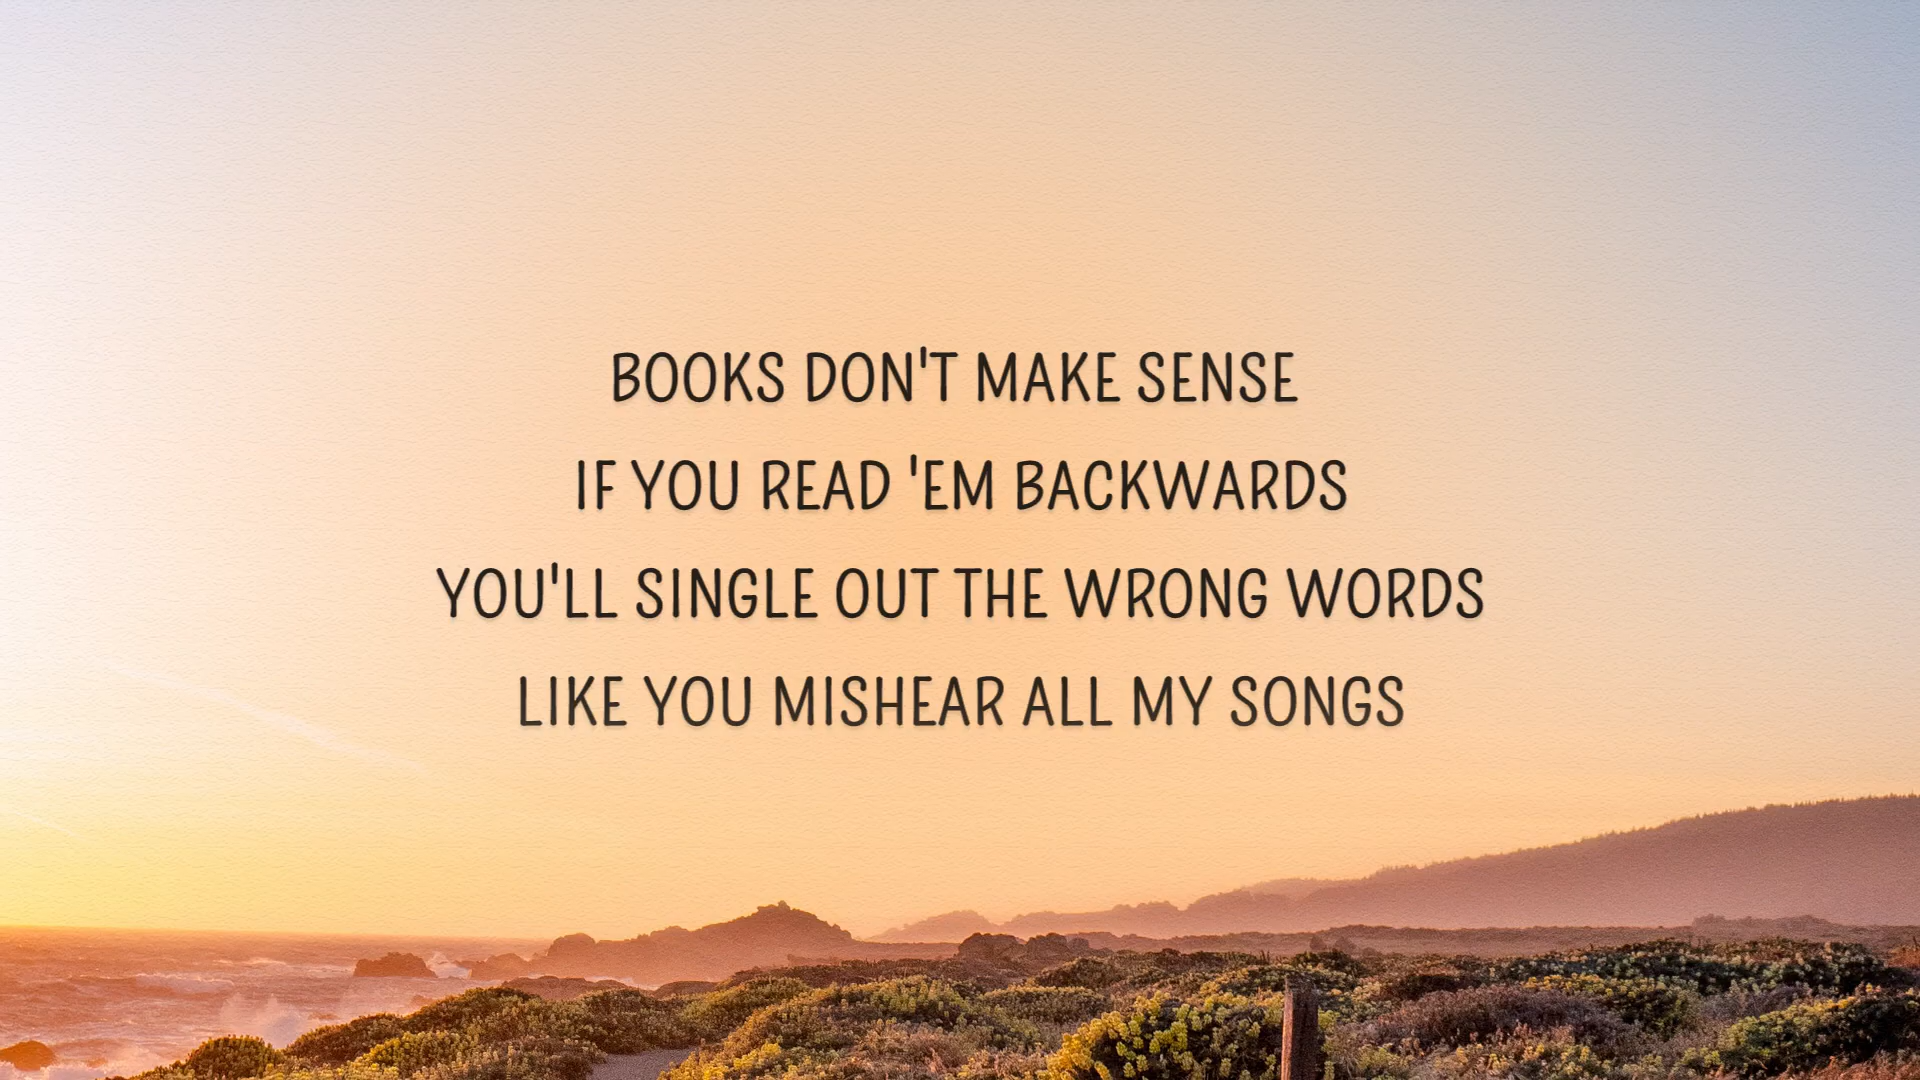 BOOKS DON'T MAKE SENSE
IF YOU READ 'EM BACKWARDS
YOU'LL SINGLE OUT THE WRONG WORDS
LIKE YOU MISHEAR ALL MY SONGS